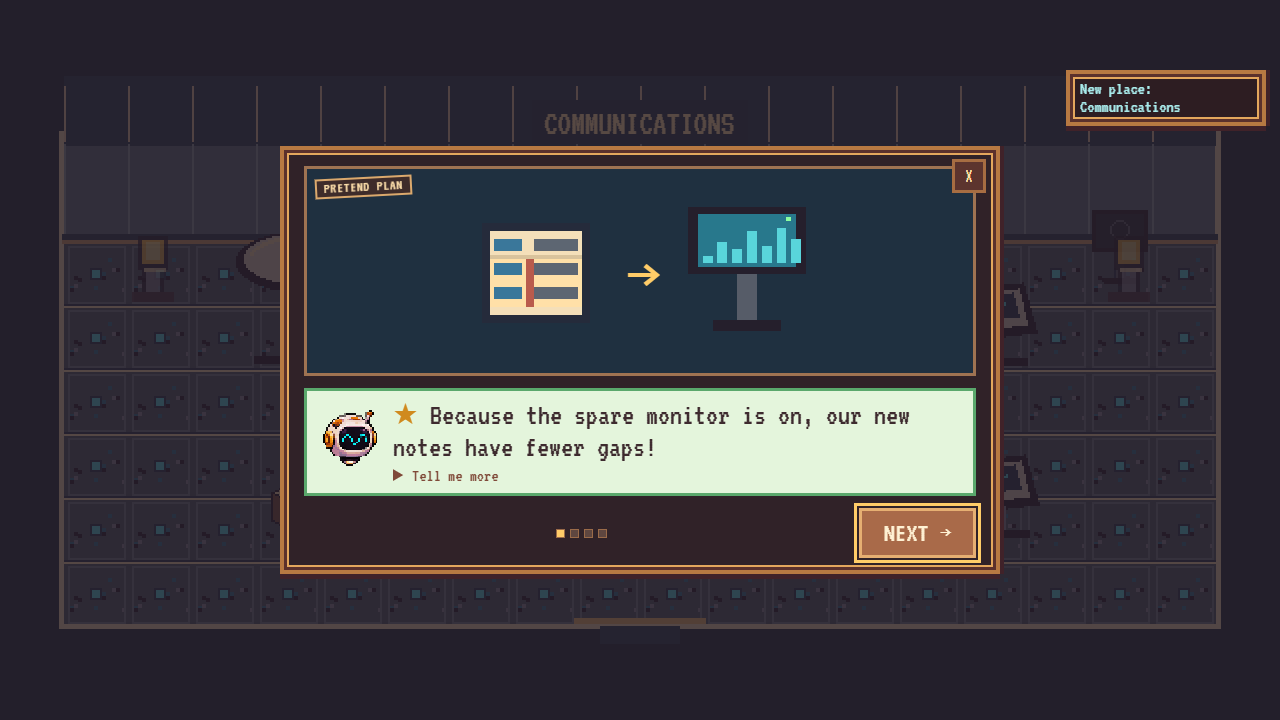 New place:
Communications
COMMUNICATIONS
PRETEND PLAN
X
★ Because the spare monitor is on, our new
notes have fewer gaps!
▶ Tell me more
NEXT →